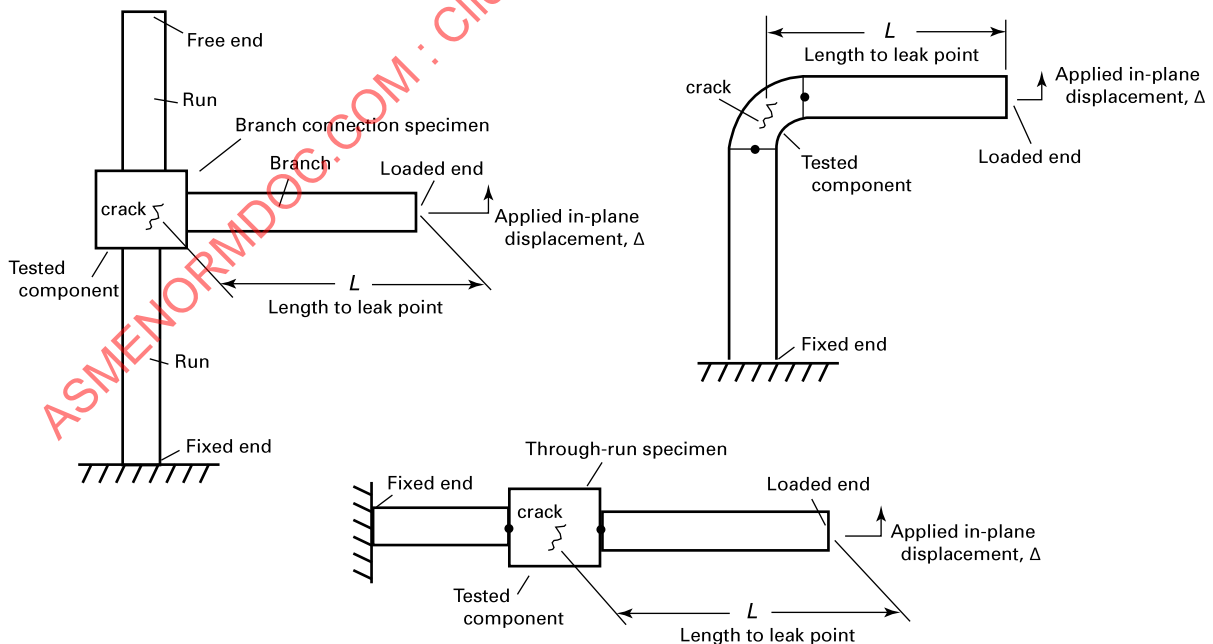 Free end
Run
Branch connection specimen
Branch
Loaded end
crack
Applied in-plane
displacement, Δ
Tested
component
L
Length to leak point
Run
Fixed end
L
Length to leak point
Applied in-plane
displacement, Δ
crack
Loaded end
Tested
component
Fixed end
Through-run specimen
Fixed end
Loaded end
crack
Applied in-plane
displacement, Δ
Tested
component
L
Length to leak point
ASMENORMDOC.COM : Clic